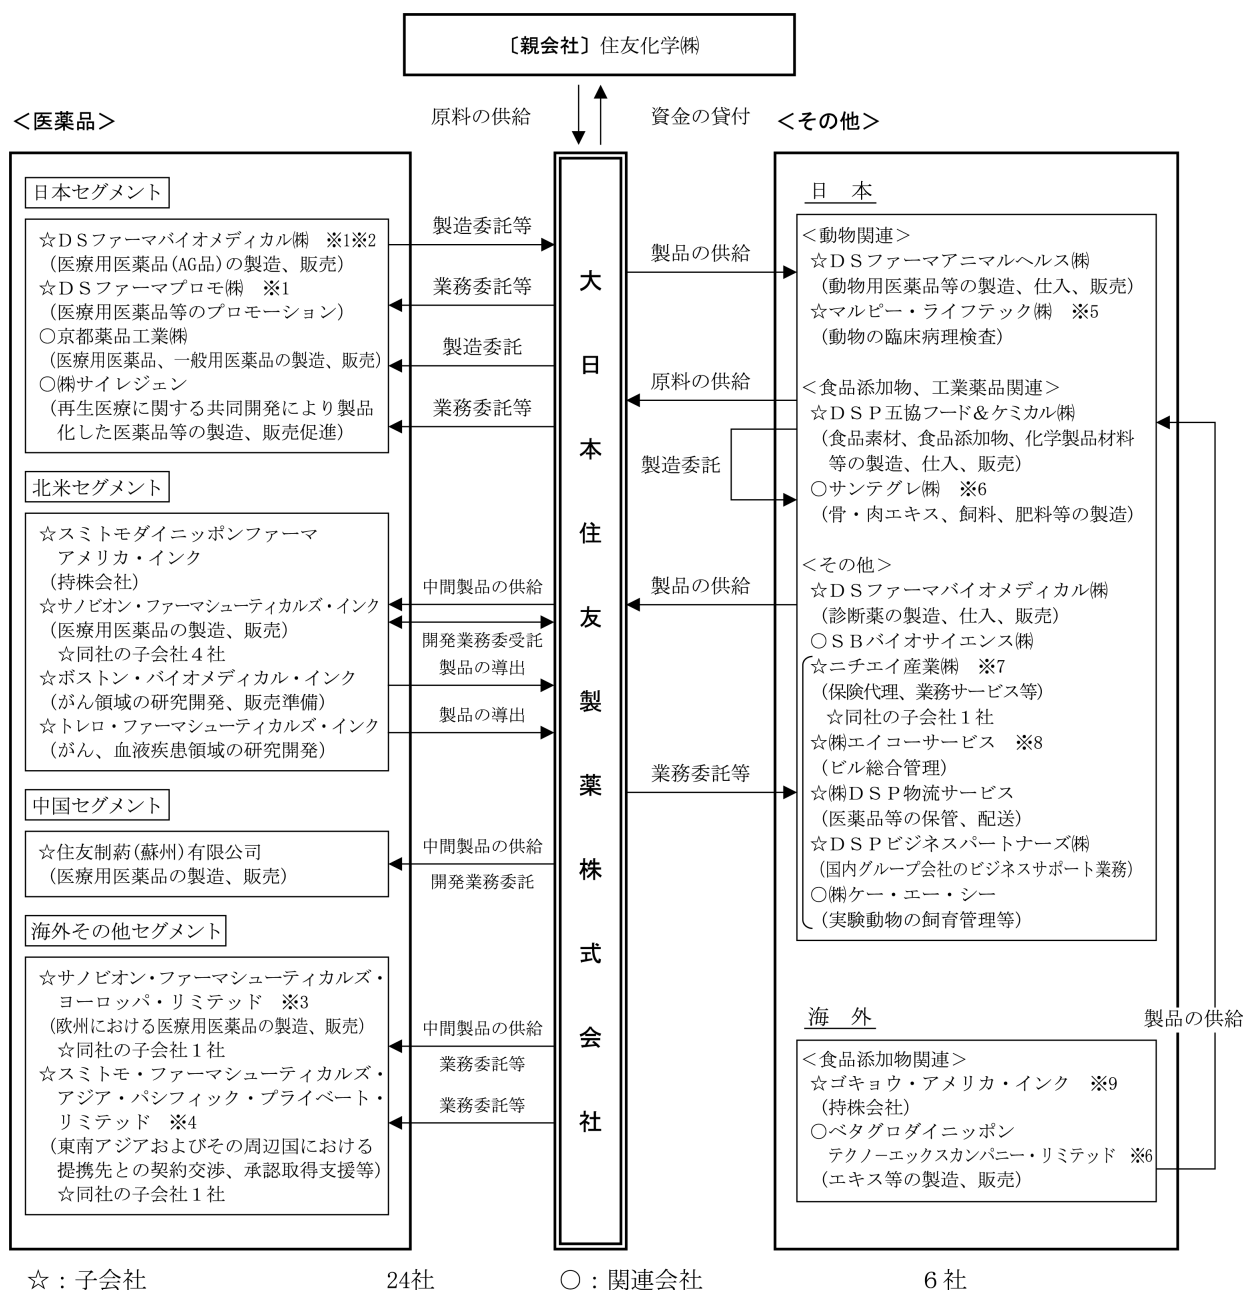 〔親会社〕住友化学㈱
原料の供給
資金の貸付
＜医薬品＞
日本セグメント
☆ＤＳファーマバイオメディカル㈱　※1※2
（医療用医薬品(AG品)の製造、販売）
☆ＤＳファーマプロモ㈱　※1
（医療用医薬品等のプロモーション）
○京都薬品工業㈱
（医療用医薬品、一般用医薬品の製造、販売）
○㈱サイレジェン
（再生医療に関する共同開発により製品
化した医薬品等の製造、販売促進）
北米セグメント
☆スミトモダイニッポンファーマ
アメリカ・インク
（持株会社）
☆サノビオン・ファーマシューティカルズ・インク
（医療用医薬品の製造、販売）
☆同社の子会社４社
☆ボストン・バイオメディカル・インク
（がん領域の研究開発、販売準備）
☆トレロ・ファーマシューティカルズ・インク
（がん、血液疾患領域の研究開発）
中国セグメント
☆住友制葯(蘇州)有限公司
（医療用医薬品の製造、販売）
海外その他セグメント
☆サノビオン・ファーマシューティカルズ・
ヨーロッパ・リミテッド　※3
（欧州における医療用医薬品の製造、販売）
☆同社の子会社１社
☆スミトモ・ファーマシューティカルズ・
アジア・パシフィック・プライベート・
リミテッド　※4
（東南アジアおよびその周辺国における
提携先との契約交渉、承認取得支援等）
☆同社の子会社１社
製造委託等
業務委託等
製造委託
業務委託等
中間製品の供給
開発業務委受託
製品の導出
製品の導出
中間製品の供給
開発業務委託
中間製品の供給
業務委託等
業務委託等
大日本住友製薬株式会社
製品の供給
原料の供給
製造委託
製品の供給
業務委託等
＜その他＞
日　本
＜動物関連＞
☆ＤＳファーマアニマルヘルス㈱
（動物用医薬品等の製造、仕入、販売）
☆マルピー・ライフテック㈱　※5
（動物の臨床病理検査）
＜食品添加物、工業薬品関連＞
☆ＤＳＰ五協フード＆ケミカル㈱
（食品素材、食品添加物、化学製品材料
等の製造、仕入、販売）
○サンテグレ㈱　※6
（骨・肉エキス、飼料、肥料等の製造）
＜その他＞
☆ＤＳファーマバイオメディカル㈱
（診断薬の製造、仕入、販売）
○ＳＢバイオサイエンス㈱
☆ニチエイ産業㈱　※7
（保険代理、業務サービス等）
☆同社の子会社１社
☆㈱エイコーサービス　※8
（ビル総合管理）
☆㈱ＤＳＰ物流サービス
（医薬品等の保管、配送）
☆ＤＳＰビジネスパートナーズ㈱
（国内グループ会社のビジネスサポート業務）
○㈱ケー・エー・シー
（実験動物の飼育管理等）
海　外
＜食品添加物関連＞
☆ゴキョウ・アメリカ・インク　※9
（持株会社）
○ベタグロダイニッポン
テクノ－エックスカンパニー・リミテッド　※6
（エキス等の製造、販売）
製品の供給
☆：子会社　24社　○：関連会社　６社